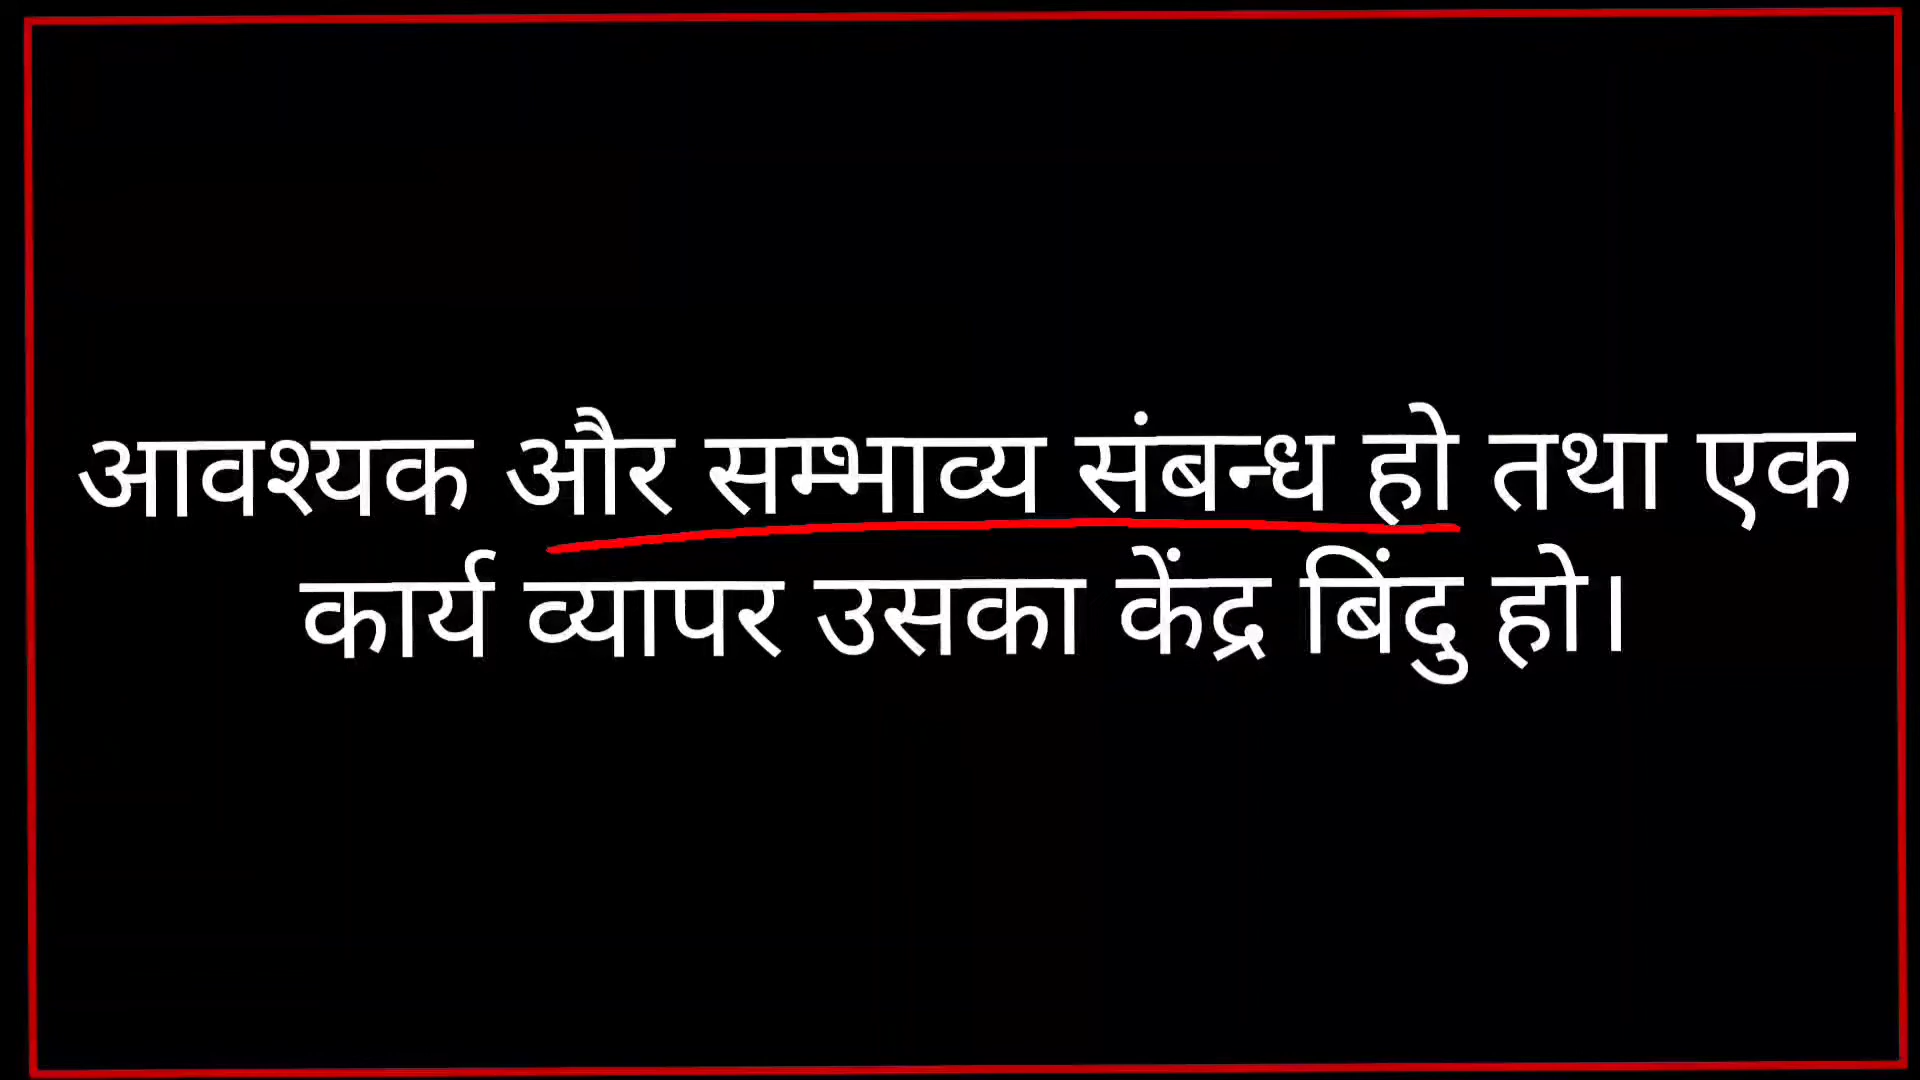 आवश्यक और सम्भाव्य संबन्ध हो तथा एक
कार्य व्यापर उसका केंद्र बिंदु हो।